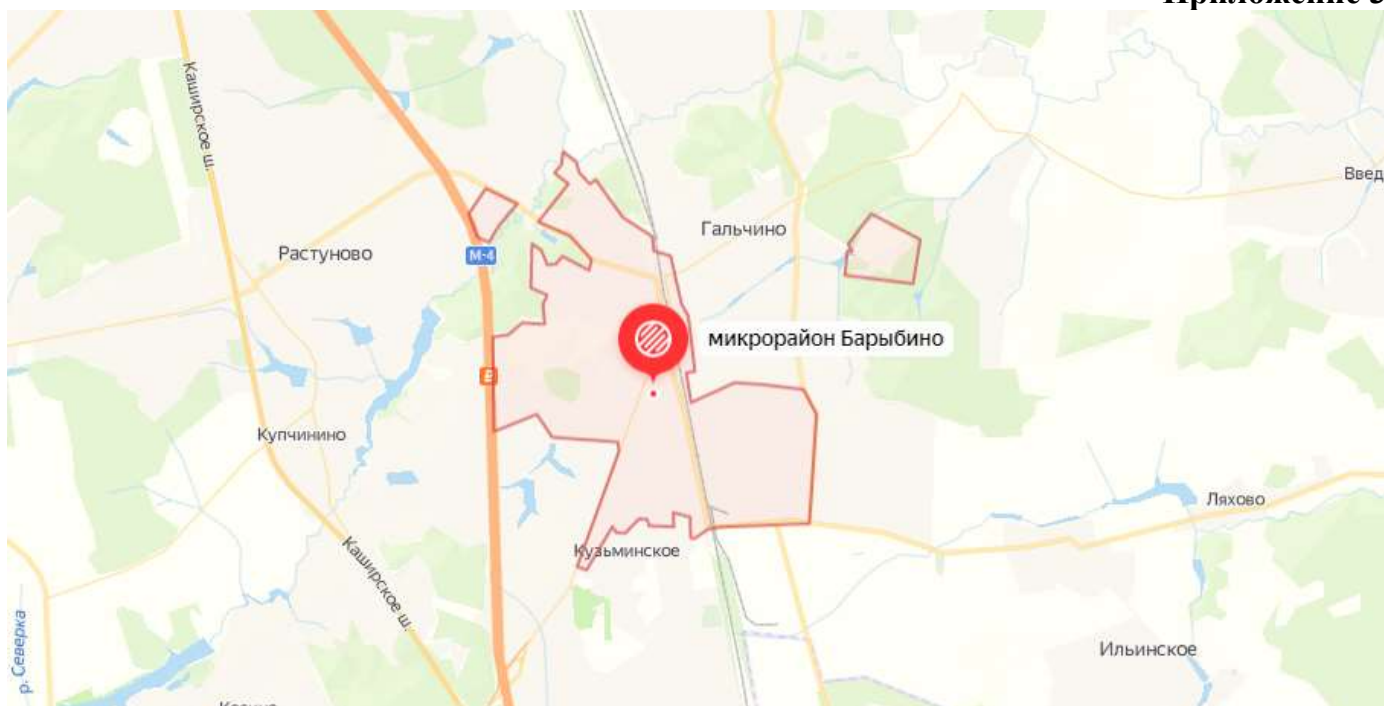 Приложение 3
Каширское ш.
Введ
Гальчино
Растуново
М-4
микрорайон Барыбино
Купчинино
Ляхово
Каширское ш.
Кузьминское
р. Северка
Ильинское